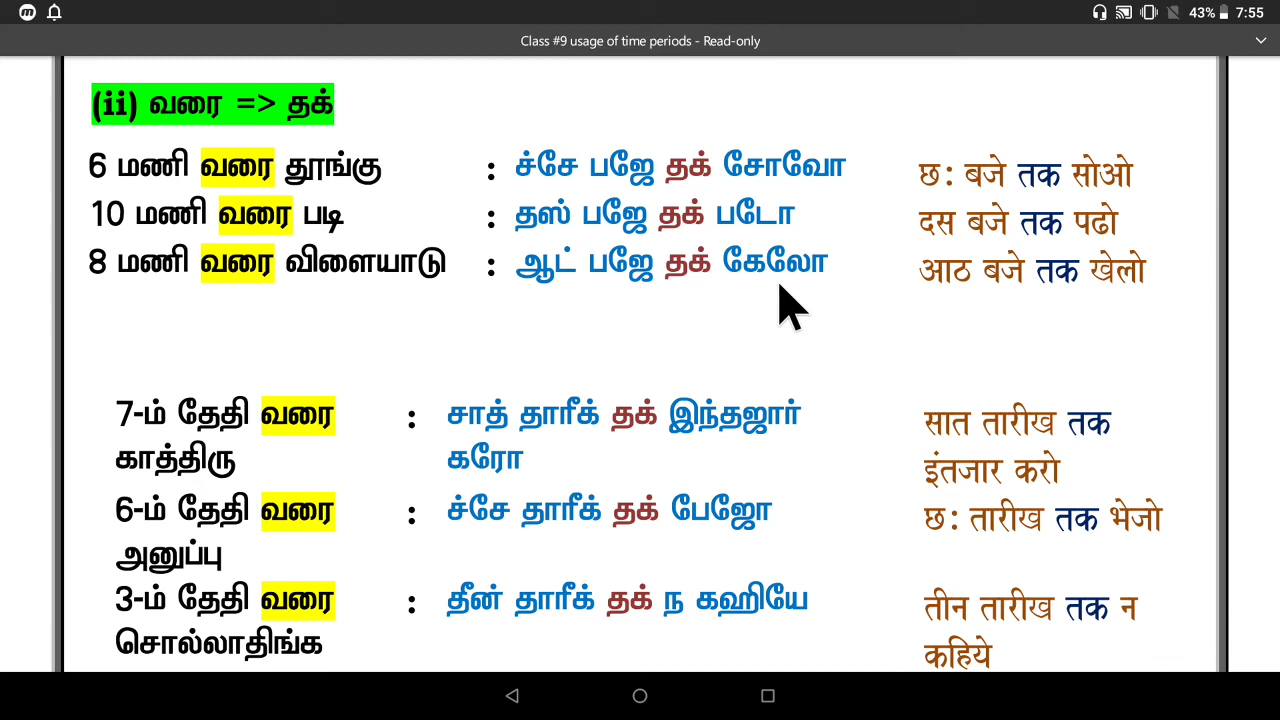 43% 7:55
Class #9 usage of time periods - Read-only
(ii) வரை => தக்
6 மணி வரை தூங்கு : ச்சே பஜே தக் சோவோ छ: बजे तक सोओ
10 மணி வரை படி : தஸ் பஜே தக் படோ दस बजे तक पढो
8 மணி வரை விளையாடு : ஆட் பஜே தக் கேலோ आठ बजे तक खेलो
7-ம் தேதி வரை : சாத் தாரீக் தக் இந்தஜார் सात तारीख तक
காத்திரு கரோ इंतजार करो
6-ம் தேதி வரை : ச்சே தாரீக் தக் பேஜோ छ: तारीख तक भेजो
அனுப்பு
3-ம் தேதி வரை : தீன் தாரீக் தக் ந கஹியே तीन तारीख तक न
சொல்லாதிங்க कहिये